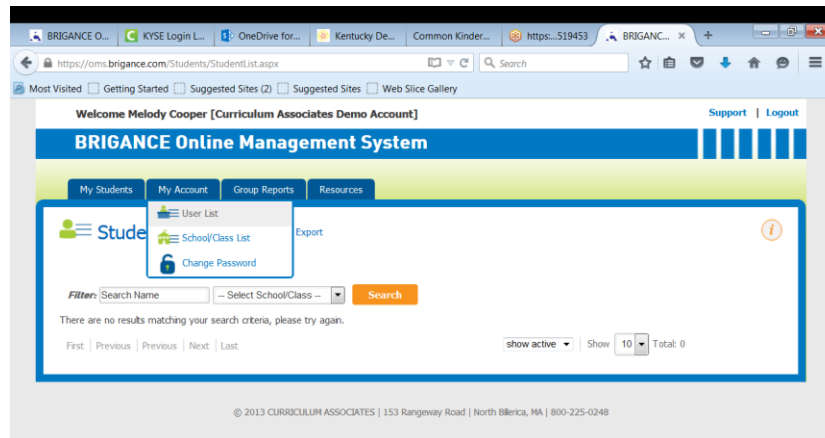 BRIGANCE O... KYSE Login L... OneDrive for... Kentucky De... Common Kinder... https:...519453 BRIGANC...
https://oms.brigance.com/Students/StudentList.aspx Search
Most Visited Getting Started Suggested Sites (2) Suggested Sites Web Slice Gallery
Welcome Melody Cooper [Curriculum Associates Demo Account] Support | Logout
BRIGANCE Online Management System
My Students My Account Group Reports Resources
User List
Stude Export
School/Class List
Change Password
Filter: Search Name -- Select School/Class -- Search
There are no results matching your search criteria, please try again.
First | Previous | Previous | Next | Last show active | Show 10 Total: 0
© 2013 CURRICULUM ASSOCIATES | 153 Rangeway Road | North Billerica, MA | 800-225-0248